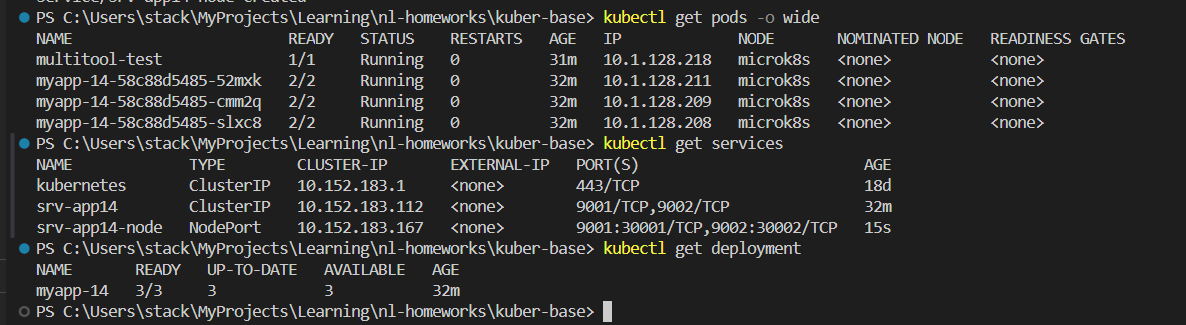 PS C:\Users\stack\MyProjects\Learning\nl-homeworks\kuber-base> kubectl get pods -o wide
NAME READY STATUS RESTARTS AGE IP NODE NOMINATED NODE READINESS GATES
multitool-test 1/1 Running 0 31m 10.1.128.218 microk8s <none> <none>
myapp-14-58c88d5485-52mxk 2/2 Running 0 32m 10.1.128.211 microk8s <none> <none>
myapp-14-58c88d5485-cmm2q 2/2 Running 0 32m 10.1.128.209 microk8s <none> <none>
myapp-14-58c88d5485-slxc8 2/2 Running 0 32m 10.1.128.208 microk8s <none> <none>
PS C:\Users\stack\MyProjects\Learning\nl-homeworks\kuber-base> kubectl get services
NAME TYPE CLUSTER-IP EXTERNAL-IP PORT(S) AGE
kubernetes ClusterIP 10.152.183.1 <none> 443/TCP 18d
srv-app14 ClusterIP 10.152.183.112 <none> 9001/TCP,9002/TCP 32m
srv-app14-node NodePort 10.152.183.167 <none> 9001:30001/TCP,9002:30002/TCP 15s
PS C:\Users\stack\MyProjects\Learning\nl-homeworks\kuber-base> kubectl get deployment
NAME READY UP-TO-DATE AVAILABLE AGE
myapp-14 3/3 3 3 32m
PS C:\Users\stack\MyProjects\Learning\nl-homeworks\kuber-base>